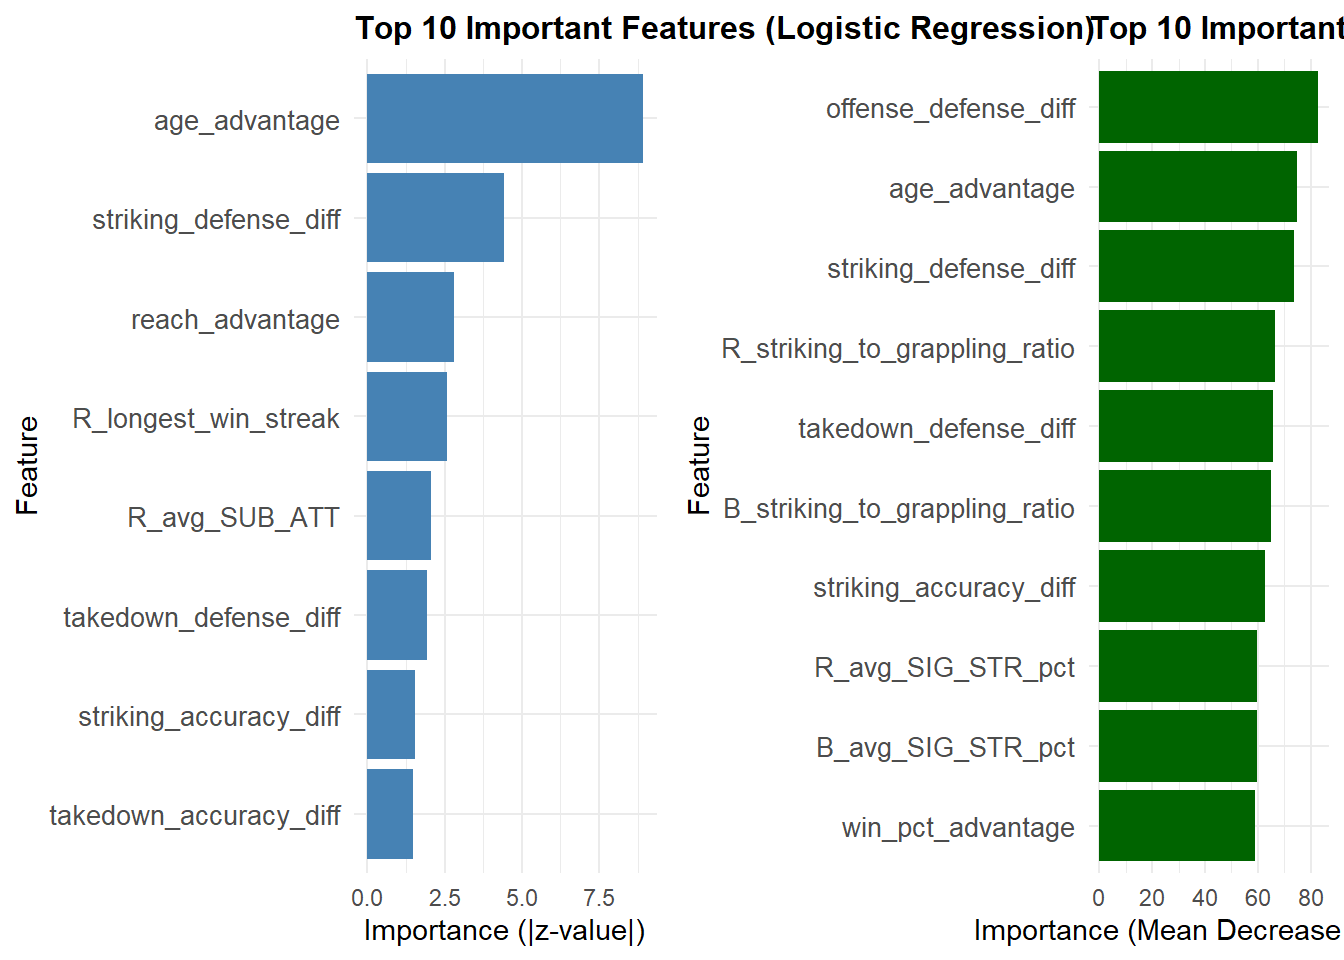 Top 10 Important Features (Logistic Regression)
age_advantage
striking_defense_diff
reach_advantage
R_longest_win_streak
R_avg_SUB_ATT
takedown_defense_diff
striking_accuracy_diff
takedown_accuracy_diff
Feature
0.0 2.5 5.0 7.5
Importance (|z-value|)
Top 10 Important
offense_defense_diff
age_advantage
striking_defense_diff
R_striking_to_grappling_ratio
takedown_defense_diff
B_striking_to_grappling_ratio
striking_accuracy_diff
R_avg_SIG_STR_pct
B_avg_SIG_STR_pct
win_pct_advantage
Feature
0 20 40 60 80
Importance (Mean Decrease